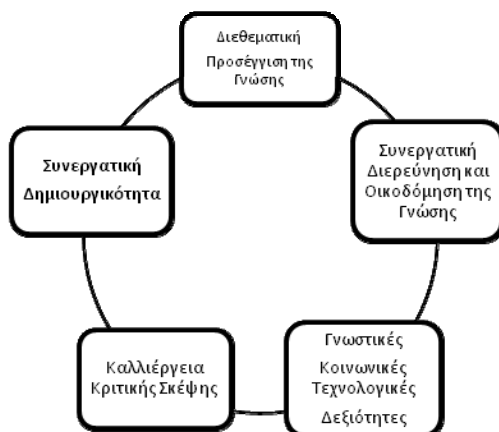 Διεθεματική
Προσέγγιση της
Γνώσης
Συνεργατική
Διερεύνηση και
Οικοδόμηση της
Γνώσης
Γνωστικές
Κοινωνικές
Τεχνολογικές
Δεξιότητες
Καλλιέργεια
Κριτικής Σκέψης
Συνεργατική
Δημιουργικότητα